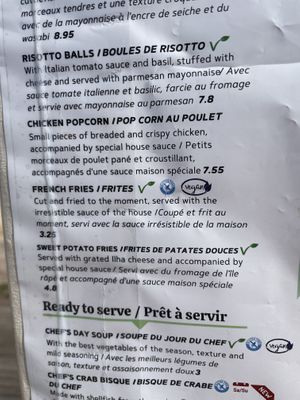 morceaux tendres et une texture croquante
avec de la mayonnaise à l'encre de seiche et du
wasabi 8.95
RISOTTO BALLS / BOULES DE RISOTTO
With Italian tomato sauce and basil, stuffed with
cheese and served with parmesan mayonnaise/ Avec
sauce tomate italienne et basilic, farcie au fromage
et servie avec mayonnaise au parmesan 7.8
CHICKEN POPCORN / POP CORN AU POULET
Small pieces of breaded and crispy chicken,
accompanied by special house sauce / Petits
morceaux de poulet pané et croustillant,
accompagnés d'une sauce maison spéciale 7.55
FRENCH FRIES / FRITES vegan
Cut and fried to the moment, served with the
irresistible sauce of the house /Coupé et frit au
moment, servi avec la sauce irrésistible de la maison
3.25
SWEET POTATO FRIES / FRITES DE PATATES DOUCES
Served with grated Ilha cheese and accompanied by
special house sauce / Servi avec du fromage de l'île
râpée et accompagné d'une sauce maison spéciale
4.8
Ready to serve / Prêt à servir
CHEF'S DAY SOUP / SOUPE DU JOUR DU CHEF vegan
With the best vegetables of the season, texture and
mild seasoning / Avec les meilleurs légumes de
saison, texture et assaisonnement doux 3
CHEF'S CRAB BISQUE / BISQUE DE CRABE
DU CHEF NEW
Made with shellfish